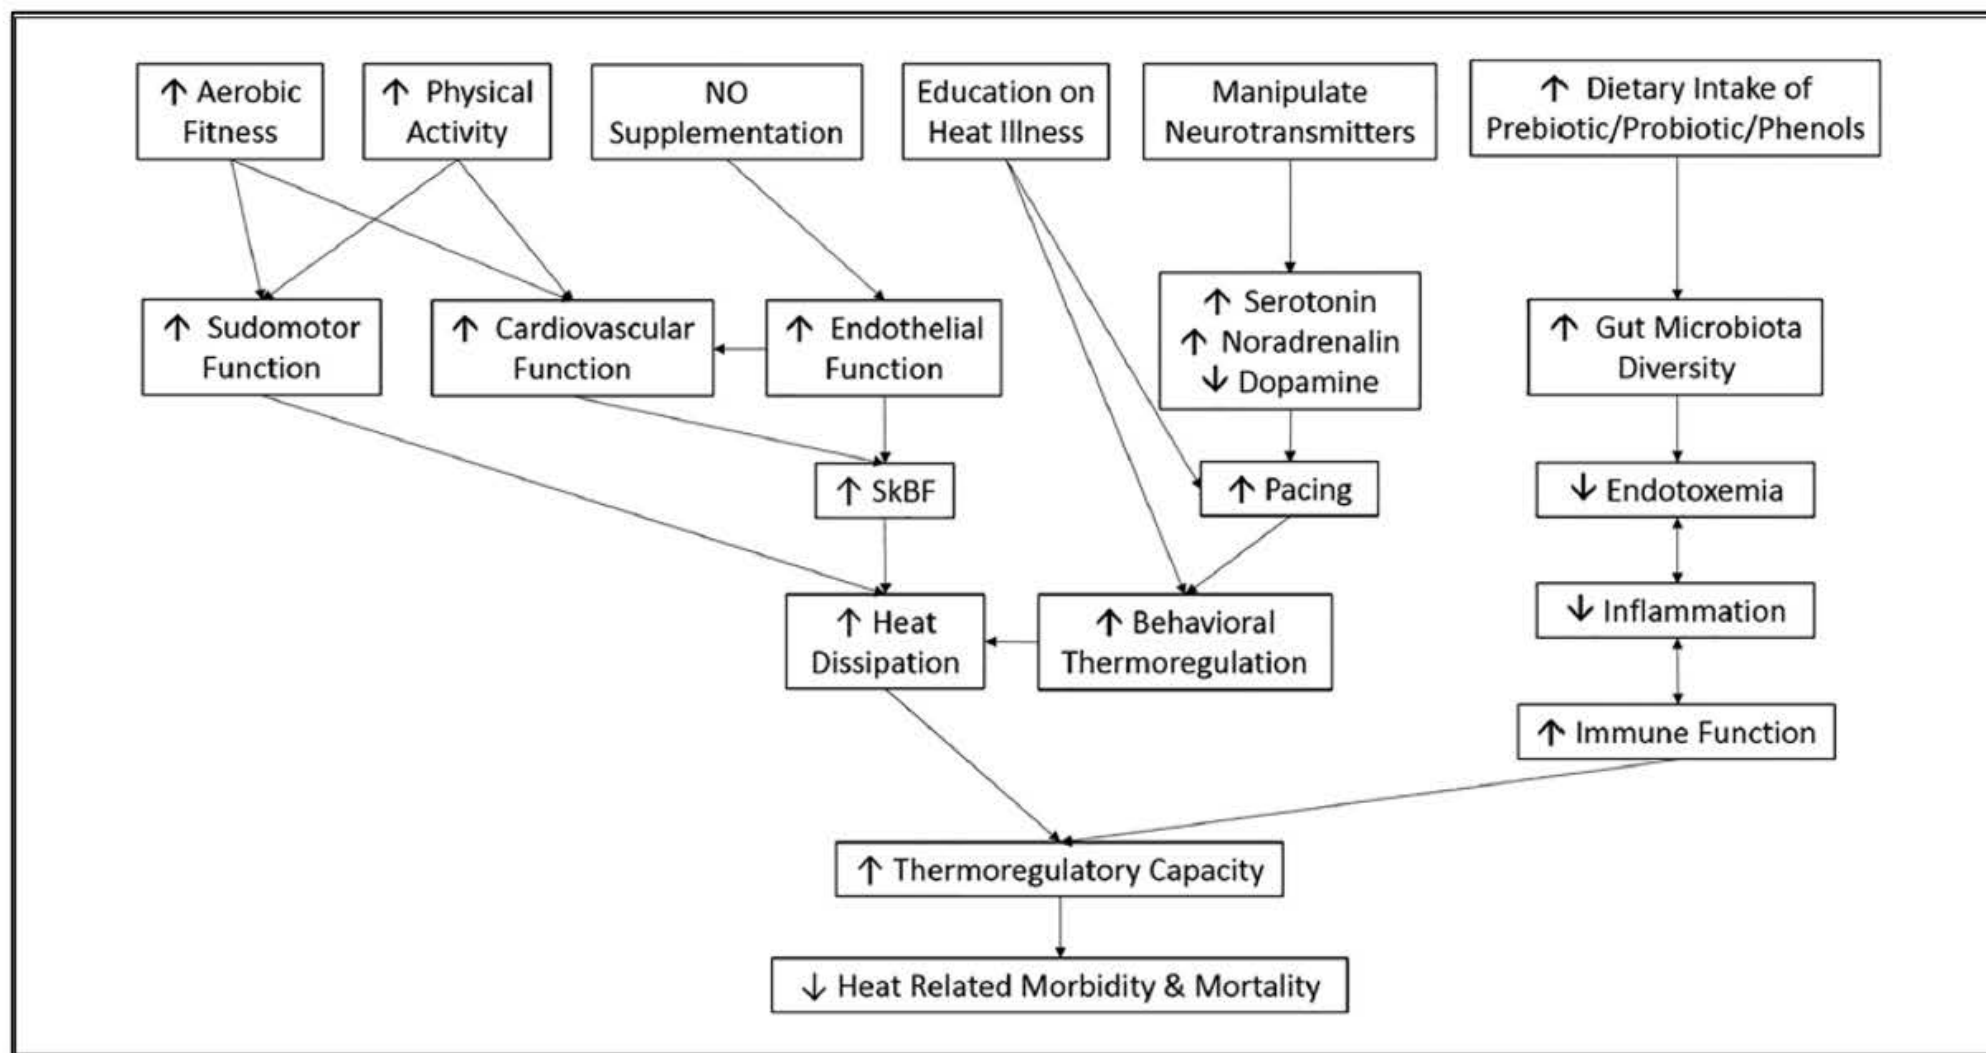 ↑ Aerobic
Fitness
↑ Physical
Activity
NO
Supplementation
Education on
Heat Illness
Manipulate
Neurotransmitters
↑ Dietary Intake of
Prebiotic/Probiotic/Phenols
↑ Sudomotor
Function
↑ Cardiovascular
Function
↑ Endothelial
Function
↑ Serotonin
↑ Noradrenalin
↓ Dopamine
↑ Gut Microbiota
Diversity
↑ SkBF
↑ Pacing
↓ Endotoxemia
↑ Heat
Dissipation
↑ Behavioral
Thermoregulation
↓ Inflammation
↑ Immune Function
↑ Thermoregulatory Capacity
↓ Heat Related Morbidity & Mortality